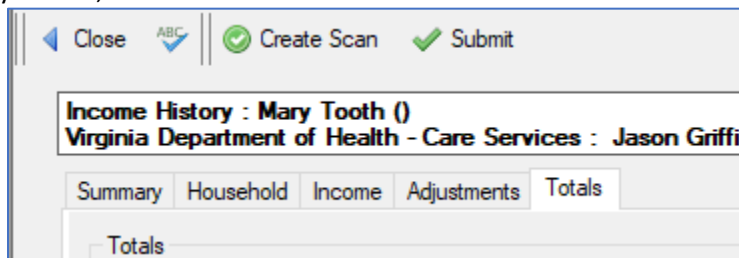 Close ABC Create Scan Submit
Income History : Mary Tooth ()
Virginia Department of Health - Care Services : Jason Griffi
Summary Household Income Adjustments Totals
Totals